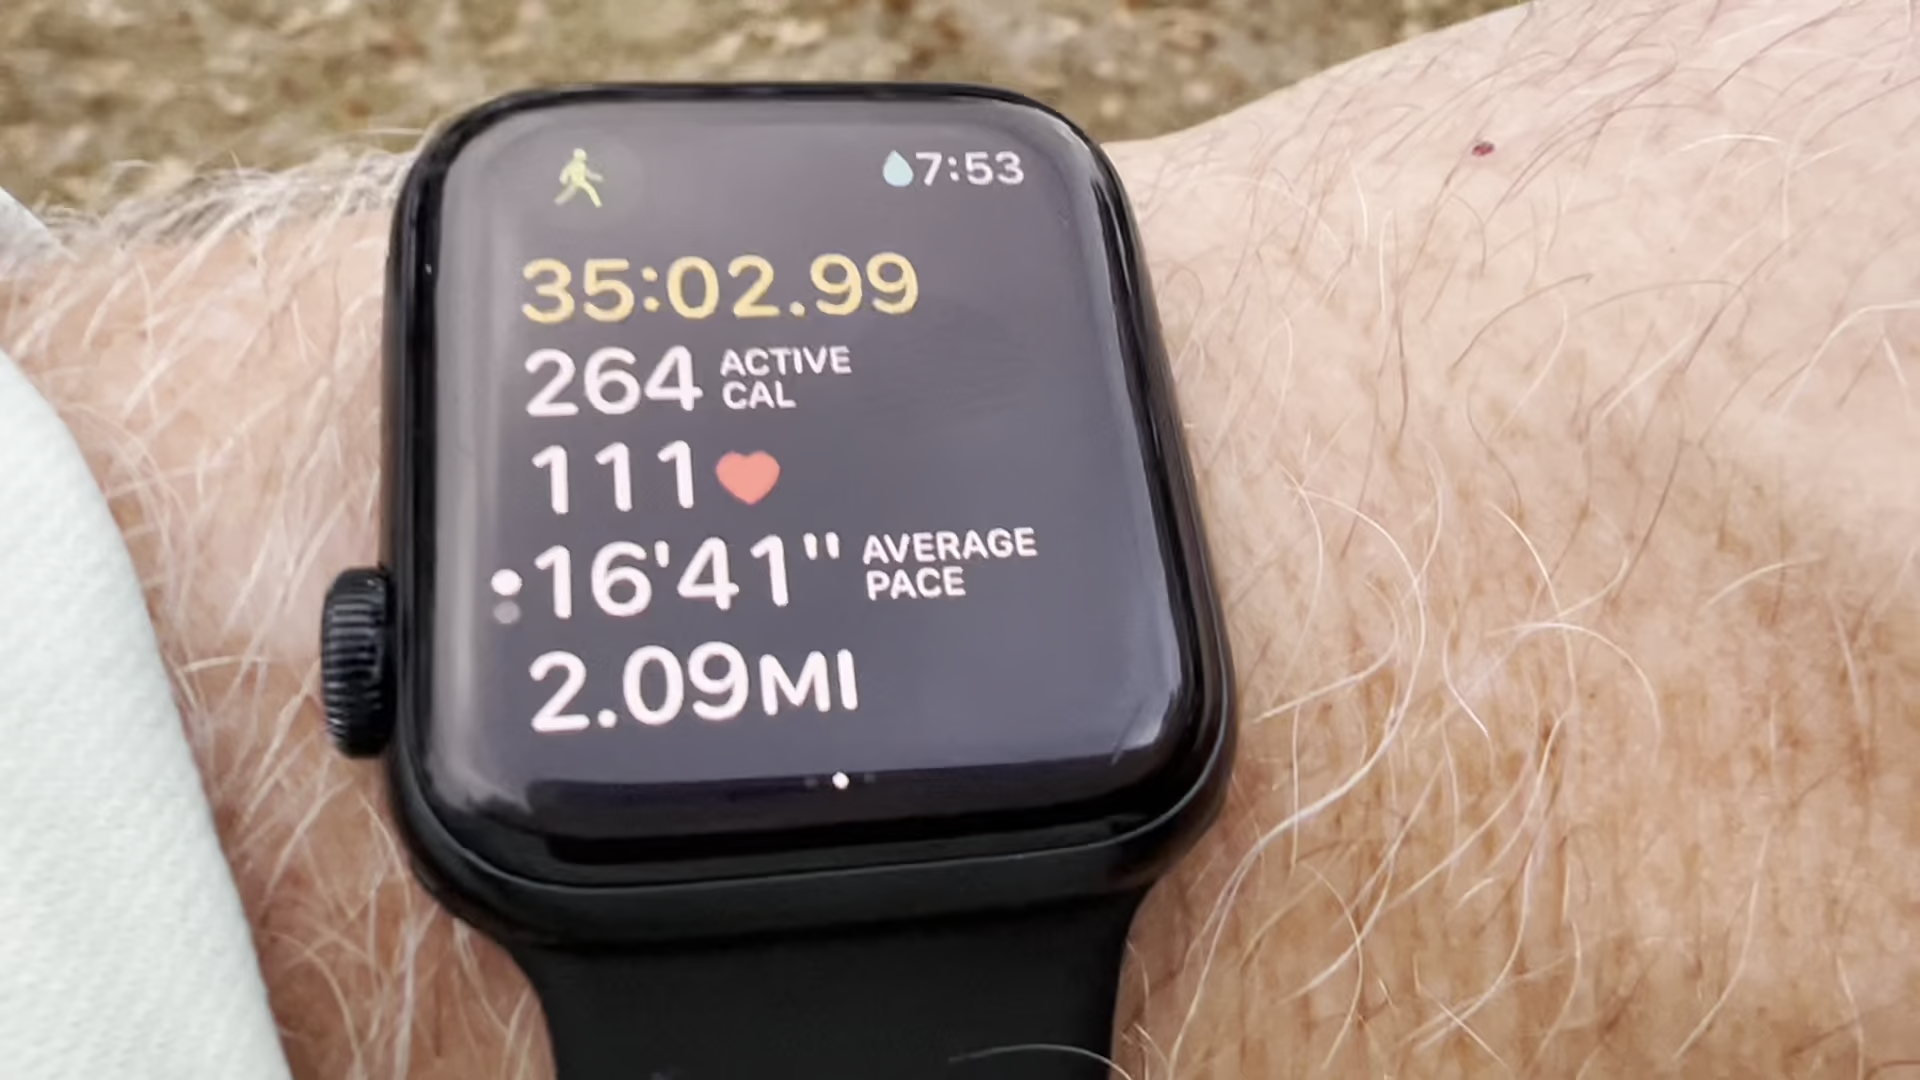 7:53
35:02.99
264 ACTIVE CAL
111
16'41" AVERAGE PACE
2.09MI